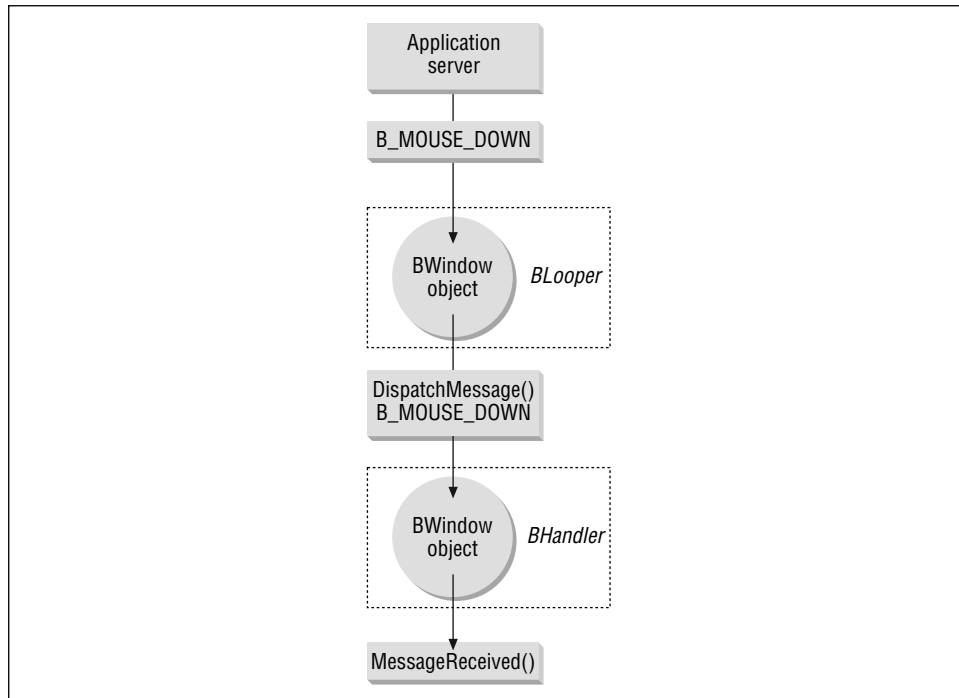 Application
server
B_MOUSE_DOWN
BWindow
object
BLooper
DispatchMessage()
B_MOUSE_DOWN
BWindow
object
BHandler
MessageReceived()